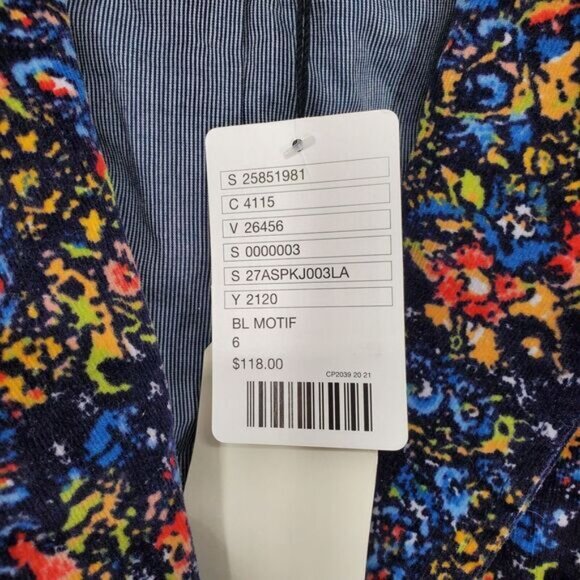 S 25851981
C 4115
V 26456
S 0000003
S 27ASPKJ003LA
Y 2120
BL MOTIF
6
$118.00
CP2039 20 21